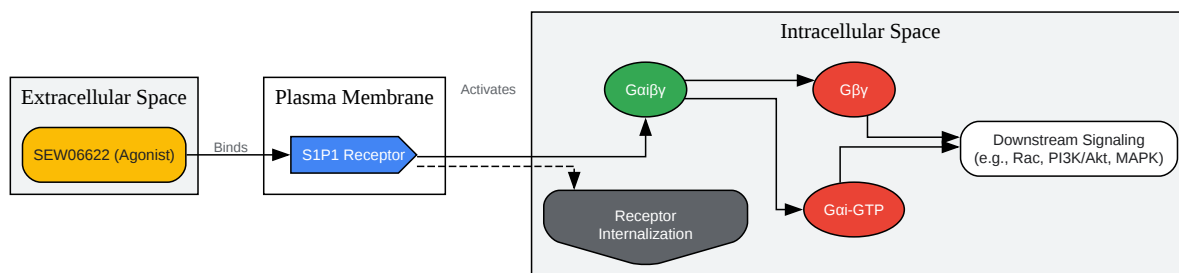 Extracellular Space
SEW06622 (Agonist)
Binds
Plasma Membrane
S1P1 Receptor
Activates
Intracellular Space
Gαiβγ
Gβγ
Gαi-GTP
Receptor
Internalization
Downstream Signaling
(e.g., Rac, PI3K/Akt, MAPK)